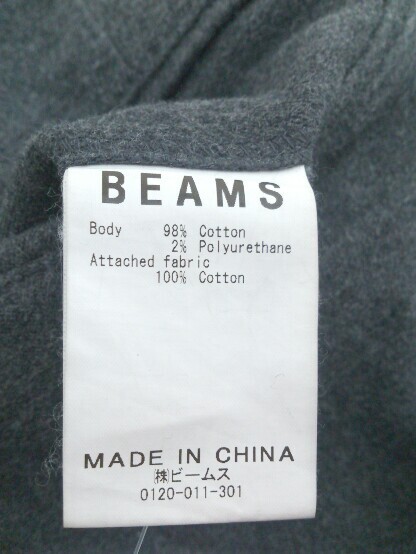 BEAMS
Body 98% Cotton
2% Polyurethane
Attached fabric
100% Cotton
MADE IN CHINA
㈱ビームス
0120-011-301